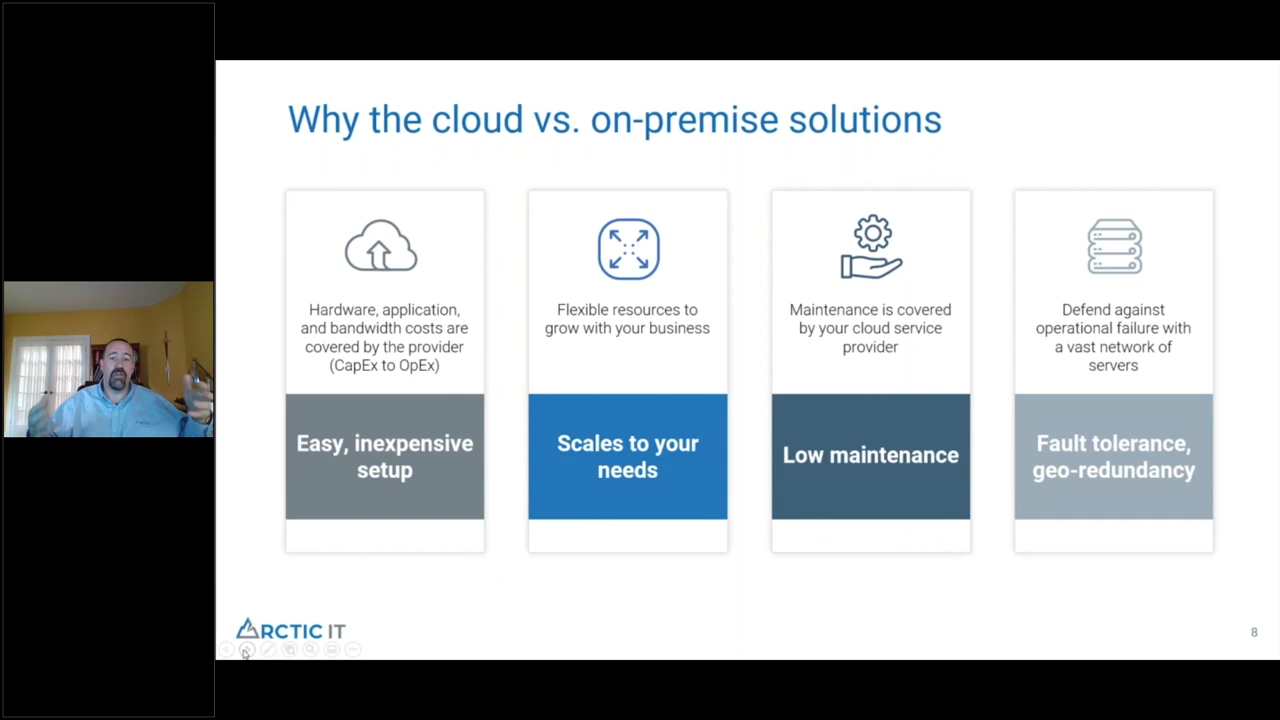 Why the cloud vs. on-premise solutions
Hardware, application,
and bandwidth costs are
covered by the provider
(CapEx to OpEx)
Easy, inexpensive
setup
Flexible resources to
grow with your business
Scales to your
needs
Maintenance is covered
by your cloud service
provider
Low maintenance
Defend against
operational failure with
a vast network of
servers
Fault tolerance,
geo-redundancy
ARCTIC IT
8